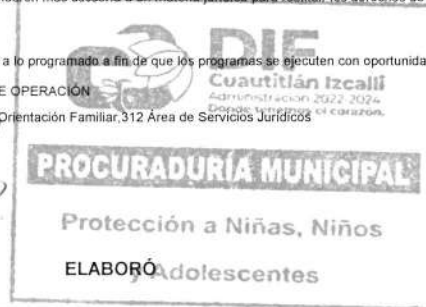 DIF
a lo programado a fin de que los programas se ejecuten con oportunida
Cuautitlán Izcalli
E OPERACIÓN
Administración 2022-2024
Donde tenemos el corazón.
Orientación Familiar,312 Área de Servicios Jurídicos
PROCURADURÍA MUNICIPAL
Protección a Niñas, Niños
ELABORÓ
y Adolescentes